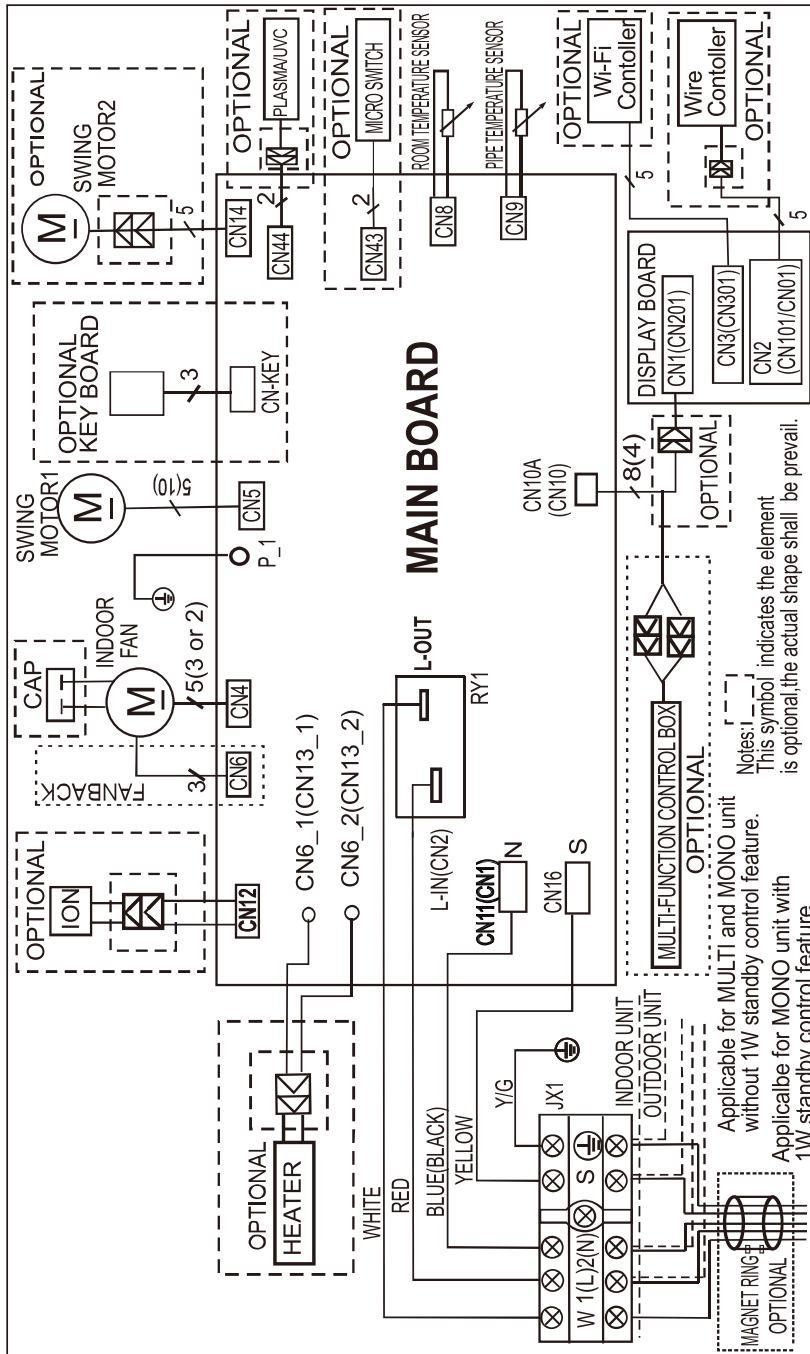 OPTIONAL
HEATER
WHITE
RED
BLUE(BLACK)
YELLOW
Y/G
JX1
W 1(L)2(N) S
INDOOR UNIT
OUTDOOR UNIT
MAGNET RING
OPTIONAL
Applicable for MULTI and MONO unit
without 1W standby control feature.
Applicalbe for MONO unit with
1W standby control feature
OPTIONAL
ION
CN12
CN6_1(CN13_1)
CN6_2(CN13_2)
L-IN(CN2)
L-OUT
RY1
CN11(CN1)
N
CN16
S
FANBACK
3
CN6
CAP
INDOOR
FAN
M
5(3 or 2)
CN4
P_1
SWING
MOTOR1
M
5(10)
CN5
MAIN BOARD
OPTIONAL
KEY BOARD
3
CN-KEY
OPTIONAL
SWING
MOTOR2
M
5
CN14
OPTIONAL
PLASMA/UVC
2
CN44
OPTIONAL
MICRO SWITCH
2
CN43
ROOM TEMPERATURE SENSOR
CN8
PIPE TEMPERATURE SENSOR
CN9
OPTIONAL
Wi-Fi
Contoller
5
Wire
Contoller
OPTIONAL
5
DISPLAY BOARD
CN1(CN201)
CN3(CN301)
CN2
(CN101/CN01)
CN10A
(CN10)
8(4)
OPTIONAL
MULTI-FUNCTION CONTROL BOX
OPTIONAL
Notes:
This symbol indicates the element
is optional,the actual shape shall be prevail.